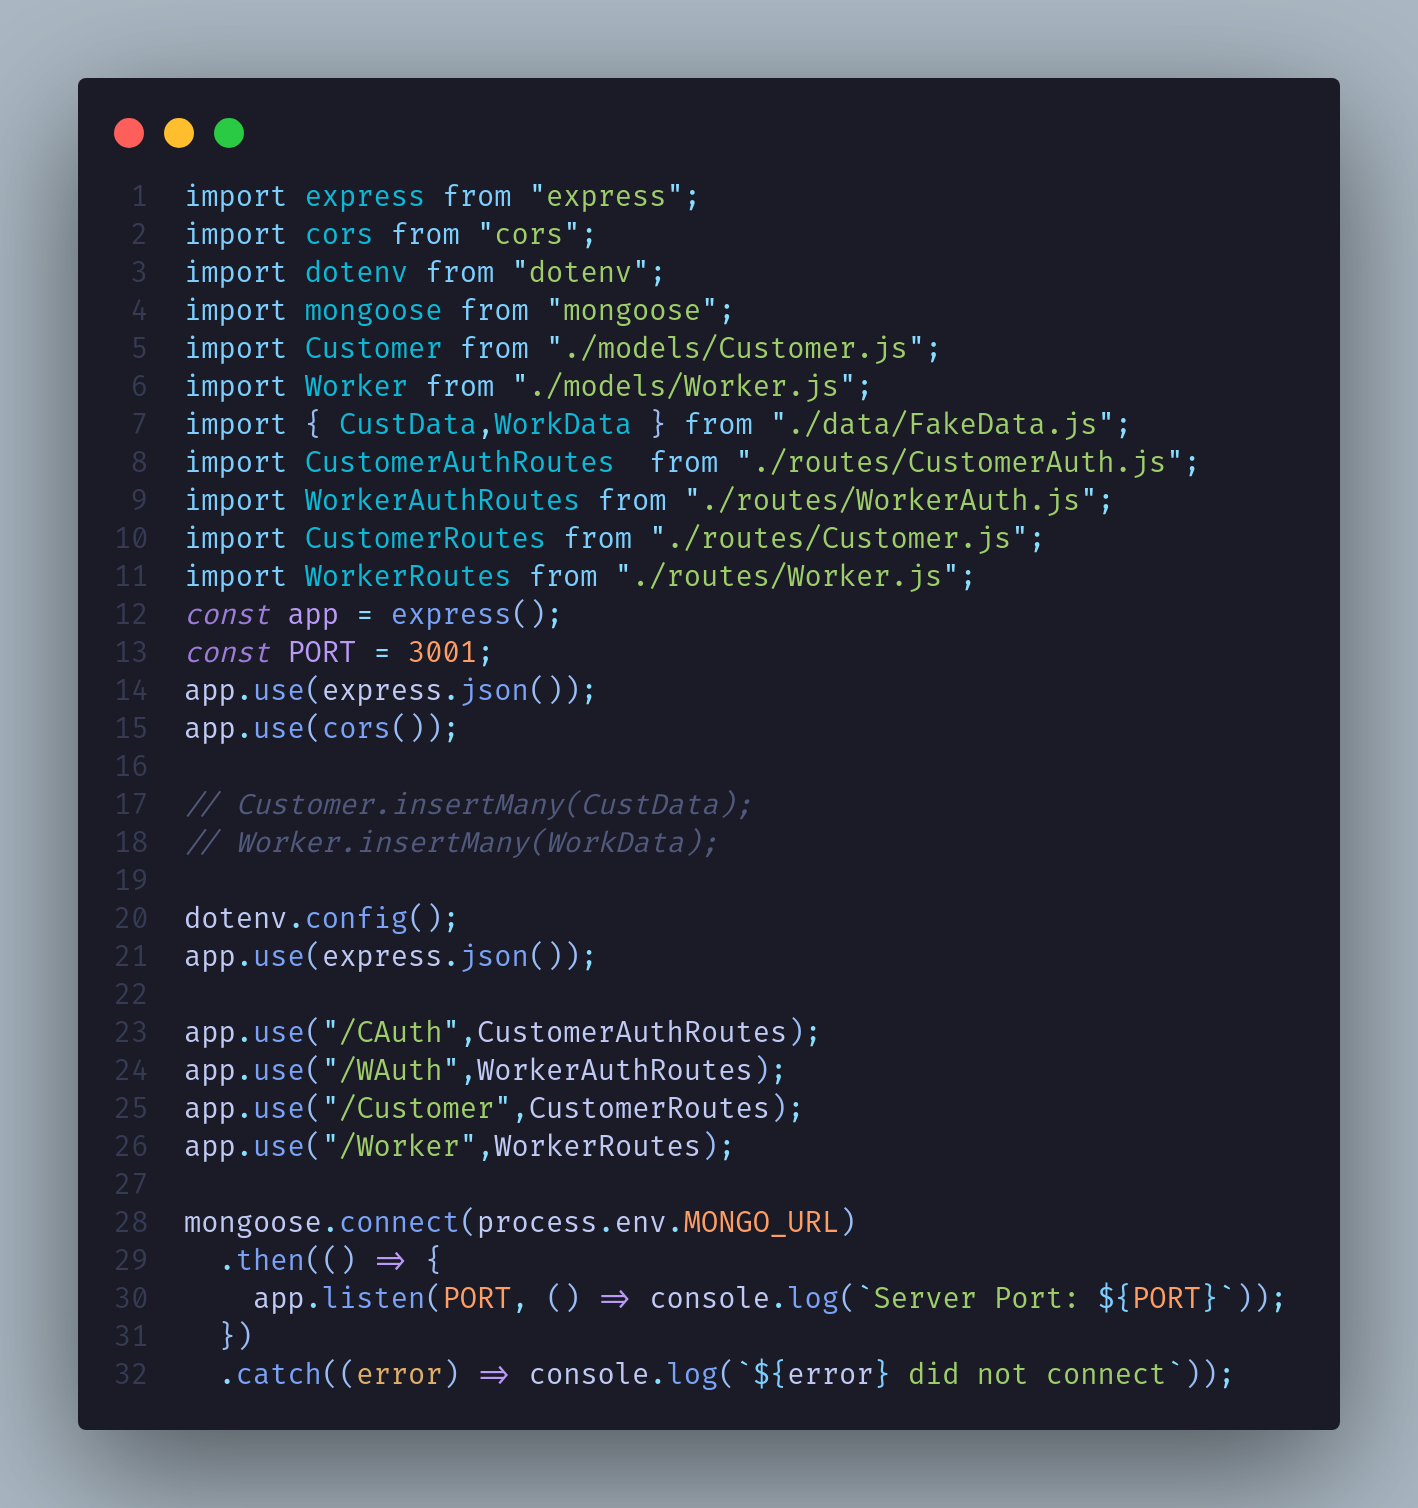 1 import express from "express";
2 import cors from "cors";
3 import dotenv from "dotenv";
4 import mongoose from "mongoose";
5 import Customer from "./models/Customer.js";
6 import Worker from "./models/Worker.js";
7 import { CustData,WorkData } from "./data/FakeData.js";
8 import CustomerAuthRoutes  from "./routes/CustomerAuth.js";
9 import WorkerAuthRoutes from "./routes/WorkerAuth.js";
10 import CustomerRoutes from "./routes/Customer.js";
11 import WorkerRoutes from "./routes/Worker.js";
12 const app = express();
13 const PORT = 3001;
14 app.use(express.json());
15 app.use(cors());
16
17 // Customer.insertMany(CustData);
18 // Worker.insertMany(WorkData);
19
20 dotenv.config();
21 app.use(express.json());
22
23 app.use("/CAuth",CustomerAuthRoutes);
24 app.use("/WAuth",WorkerAuthRoutes);
25 app.use("/Customer",CustomerRoutes);
26 app.use("/Worker",WorkerRoutes);
27
28 mongoose.connect(process.env.MONGO_URL)
29   .then(() => {
30     app.listen(PORT, () => console.log(`Server Port: ${PORT}`));
31   })
32   .catch((error) => console.log(`${error} did not connect`));